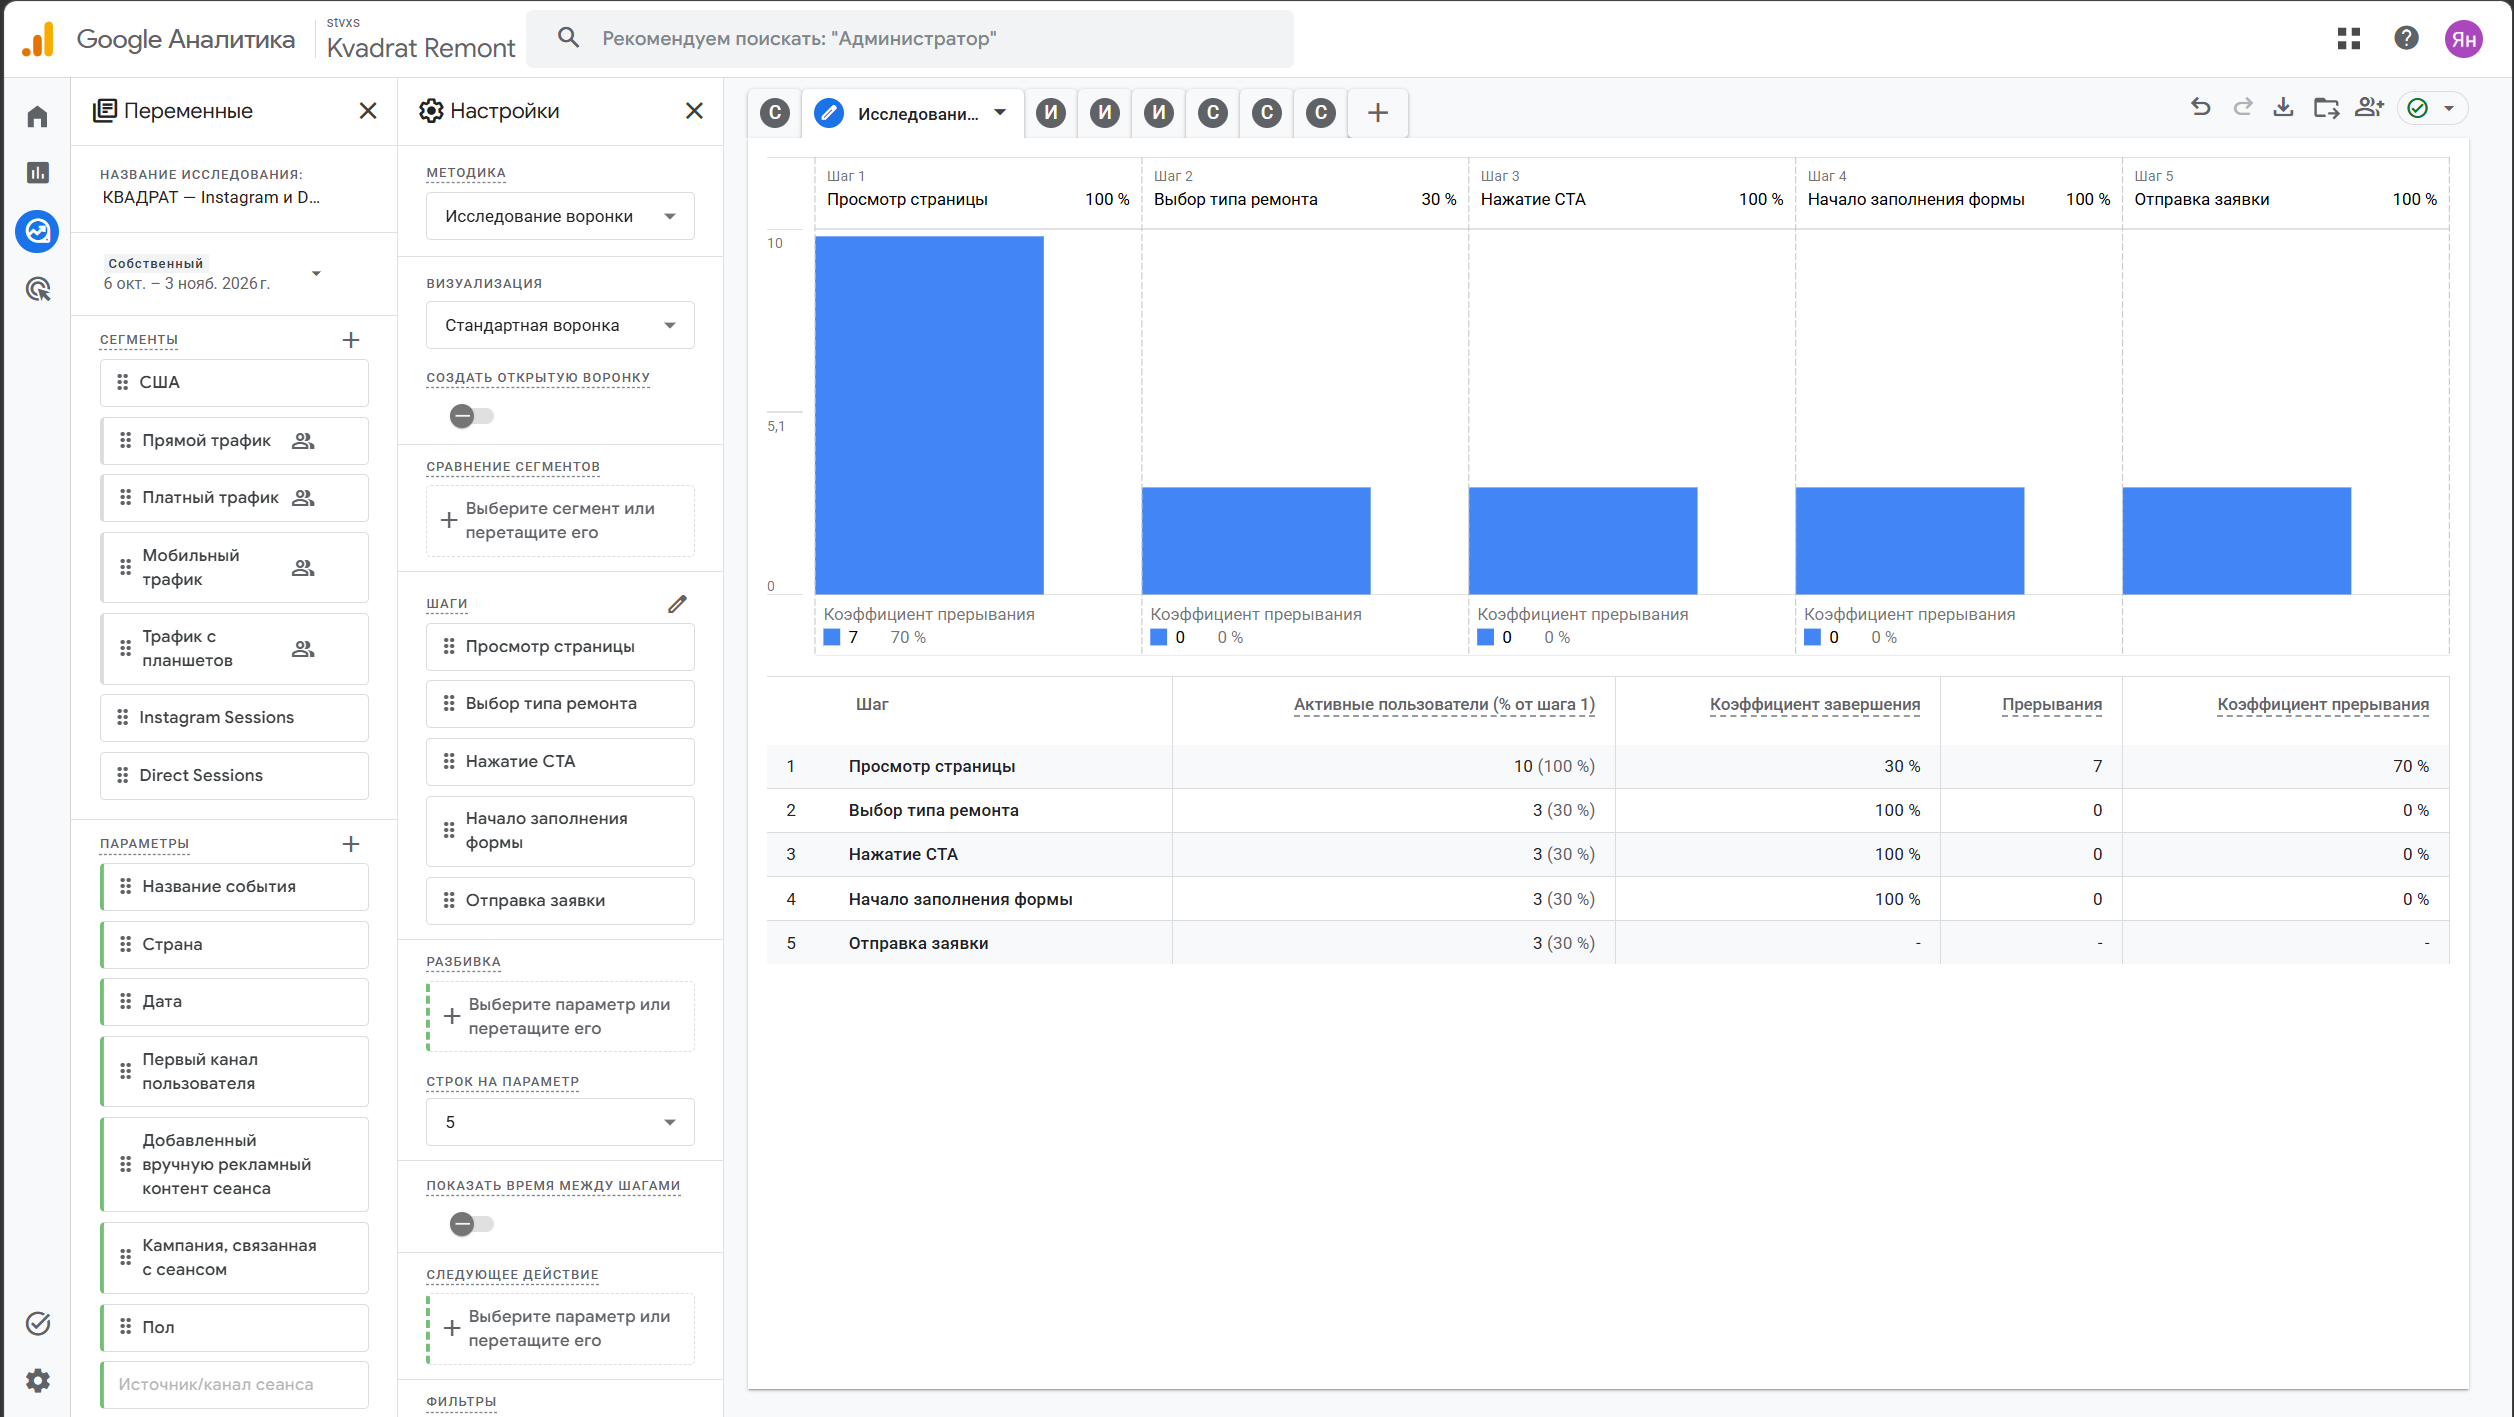 Google Аналитика
stvxs
Kvadrat Remont
Рекомендуем поискать: "Администратор"
Ян
Переменные
НАЗВАНИЕ ИССЛЕДОВАНИЯ:
КВАДРАТ — Instagram и D...
Собственный
6 окт. – 3 нояб. 2026 г.
СЕГМЕНТЫ
США
Прямой трафик
Платный трафик
Мобильный
трафик
Трафик с
планшетов
Instagram Sessions
Direct Sessions
ПАРАМЕТРЫ
Название события
Страна
Дата
Первый канал
пользователя
Добавленный
вручную рекламный
контент сеанса
Кампания, связанная
с сеансом
Пол
Источник/канал сеанса
Настройки
МЕТОДИКА
Исследование воронки
ВИЗУАЛИЗАЦИЯ
Стандартная воронка
СОЗДАТЬ ОТКРЫТУЮ ВОРОНКУ
СРАВНЕНИЕ СЕГМЕНТОВ
Выберите сегмент или
перетащите его
ШАГИ
Просмотр страницы
Выбор типа ремонта
Нажатие CTA
Начало заполнения
формы
Отправка заявки
РАЗБИВКА
Выберите параметр или
перетащите его
СТРОК НА ПАРАМЕТР
5
ПОКАЗАТЬ ВРЕМЯ МЕЖДУ ШАГАМИ
СЛЕДУЮЩЕЕ ДЕЙСТВИЕ
Выберите параметр или
перетащите его
ФИЛЬТРЫ
С Исследовани... И И И С С С
Шаг 1 Шаг 2 Шаг 3 Шаг 4 Шаг 5
Просмотр страницы 100 % Выбор типа ремонта 30 % Нажатие CTA 100 % Начало заполнения формы 100 % Отправка заявки 100 %
10
5,1
0
Коэффициент прерывания Коэффициент прерывания Коэффициент прерывания Коэффициент прерывания
7 70 % 0 0 % 0 0 % 0 0 %
Шаг Активные пользователи (% от шага 1) Коэффициент завершения Прерывания Коэффициент прерывания
1 Просмотр страницы 10 (100 %) 30 % 7 70 %
2 Выбор типа ремонта 3 (30 %) 100 % 0 0 %
3 Нажатие CTA 3 (30 %) 100 % 0 0 %
4 Начало заполнения формы 3 (30 %) 100 % 0 0 %
5 Отправка заявки 3 (30 %) - - -